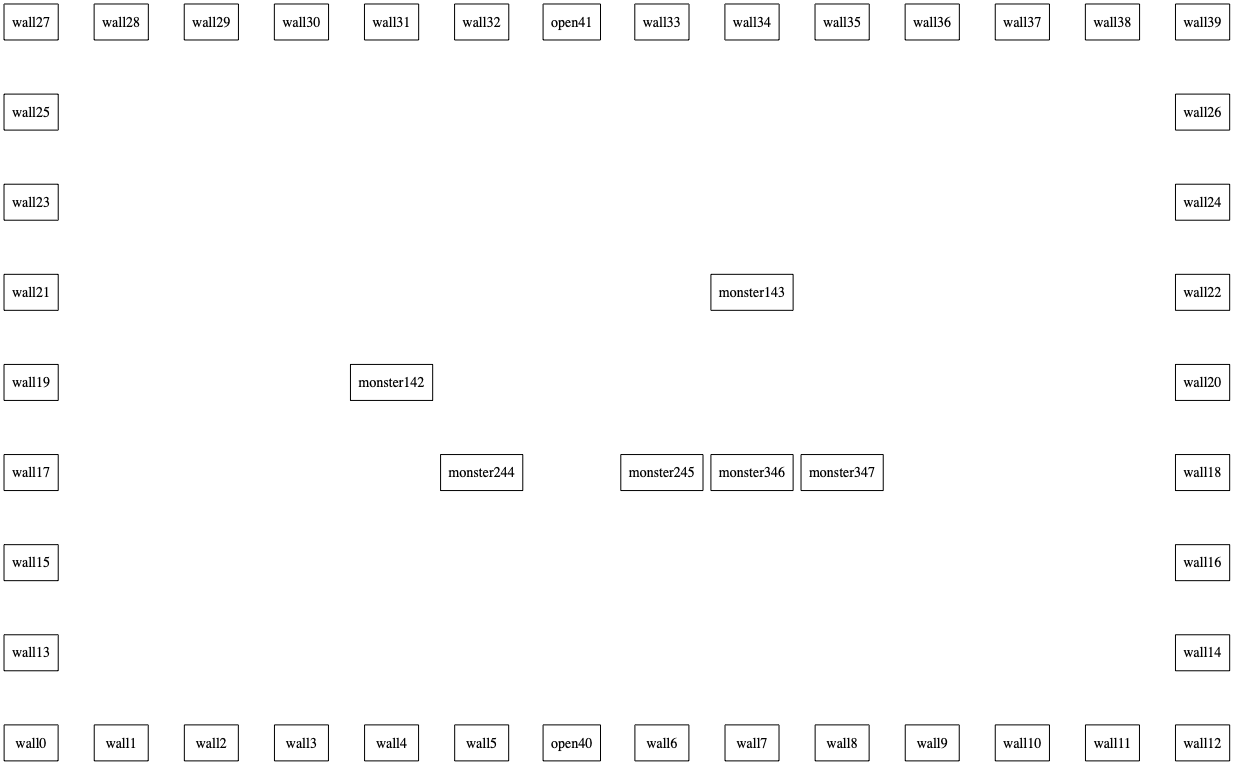 wall27 wall28 wall29 wall30 wall31 wall32 open41 wall33 wall34 wall35 wall36 wall37 wall38 wall39
wall25 wall26
wall23 wall24
wall21 monster143 wall22
wall19 monster142 wall20
wall17 monster244 monster245 monster346 monster347 wall18
wall15 wall16
wall13 wall14
wall0 wall1 wall2 wall3 wall4 wall5 open40 wall6 wall7 wall8 wall9 wall10 wall11 wall12